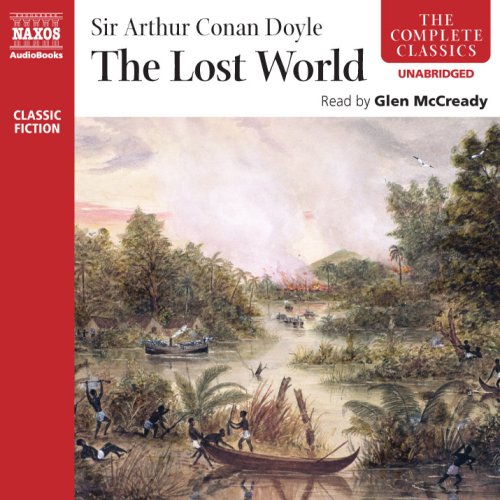 NAXOS
AudioBooks
Sir Arthur Conan Doyle
The Lost World
THE
COMPLETE
CLASSICS
UNABRIDGED
Read by Glen McCready
CLASSIC
FICTION